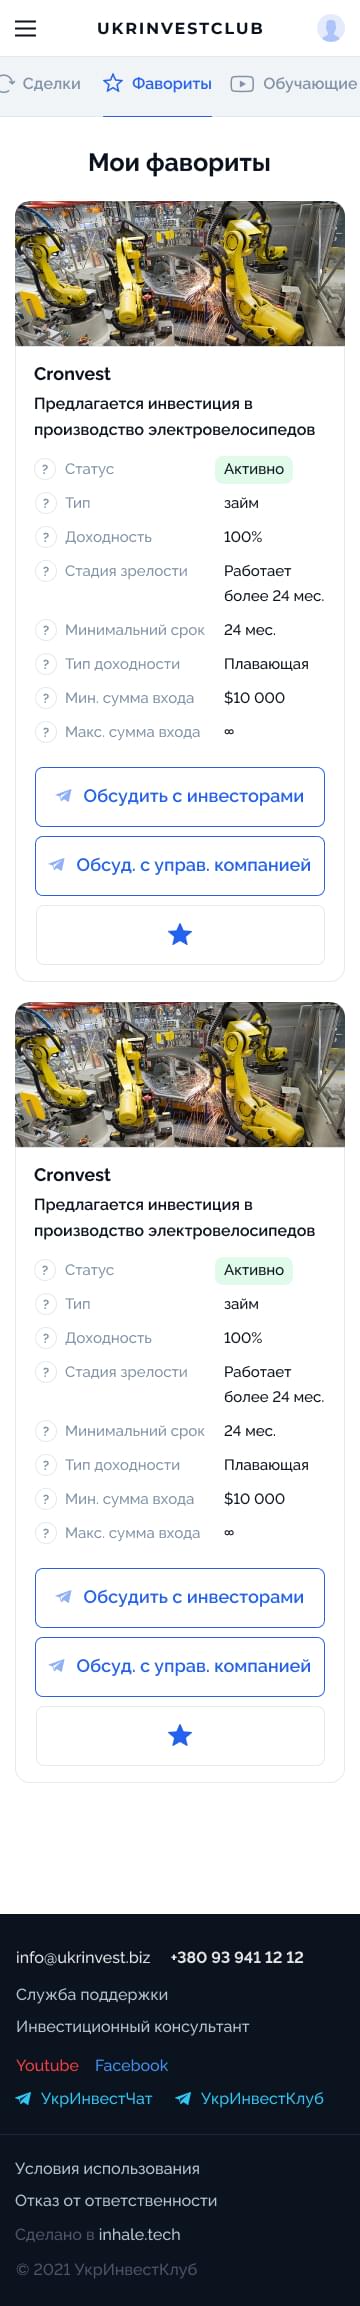 UKRINVESTCLUB
Сделки Фавориты Обучающие
Мои фавориты
Cronvest
Предлагается инвестиция в
производство электровелосипедов
? Статус Активно
? Тип займ
? Доходность 100%
? Стадия зрелости Работает
более 24 мес.
? Минимальний срок 24 мес.
? Тип доходности Плавающая
? Мин. сумма входа $10 000
? Макс. сумма входа ∞
Обсудить с инвесторами
Обсуд. с управ. компанией
Cronvest
Предлагается инвестиция в
производство электровелосипедов
? Статус Активно
? Тип займ
? Доходность 100%
? Стадия зрелости Работает
более 24 мес.
? Минимальний срок 24 мес.
? Тип доходности Плавающая
? Мин. сумма входа $10 000
? Макс. сумма входа ∞
Обсудить с инвесторами
Обсуд. с управ. компанией
info@ukrinvest.biz +380 93 941 12 12
Служба поддержки
Инвестиционный консультант
Youtube Facebook
УкрИнвестЧат УкрИнвестКлуб
Условия использования
Отказ от ответственности
Сделано в inhale.tech
© 2021 УкрИнвестКлуб